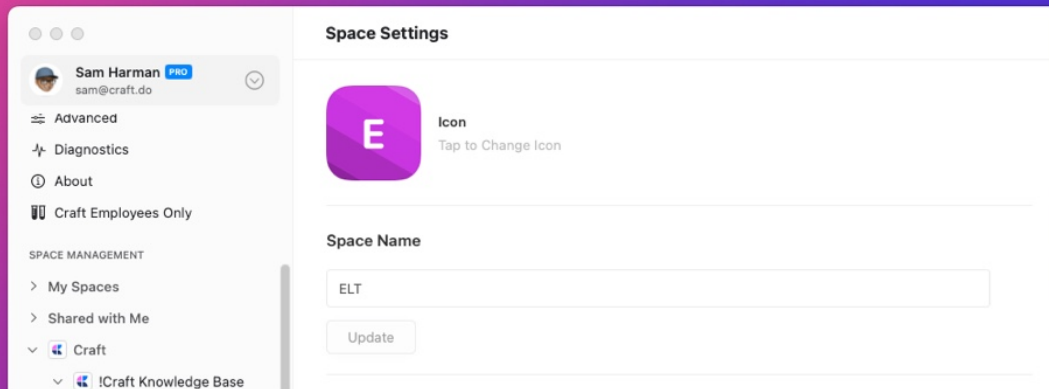 Sam Harman PRO
sam@craft.do
Advanced
Diagnostics
About
Craft Employees Only
SPACE MANAGEMENT
My Spaces
Shared with Me
Craft
!Craft Knowledge Base
Space Settings
E
Icon
Tap to Change Icon
Space Name
ELT
Update